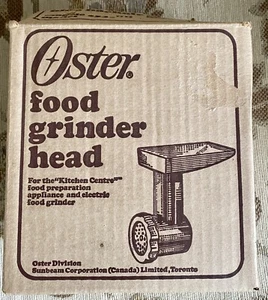 Oster®
food
grinder
head
For the "Kitchen Centre"™
food preparation
appliance and electric
food grinder
Oster Division
Sunbeam Corporation (Canada) Limited, Toronto